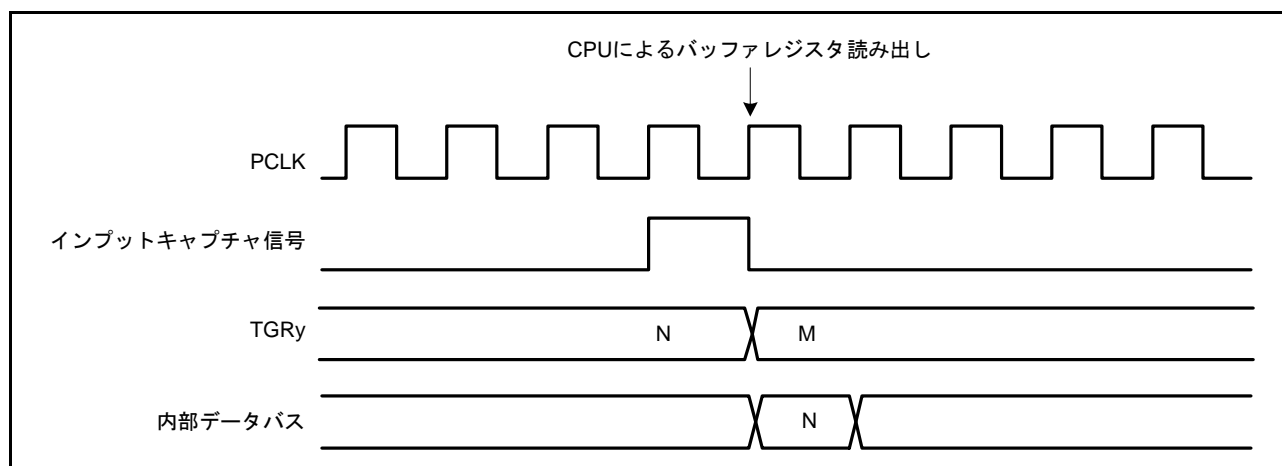 CPUによるバッファレジスタ読み出し
PCLK
インプットキャプチャ信号
TGRy
N
M
内部データバス
N